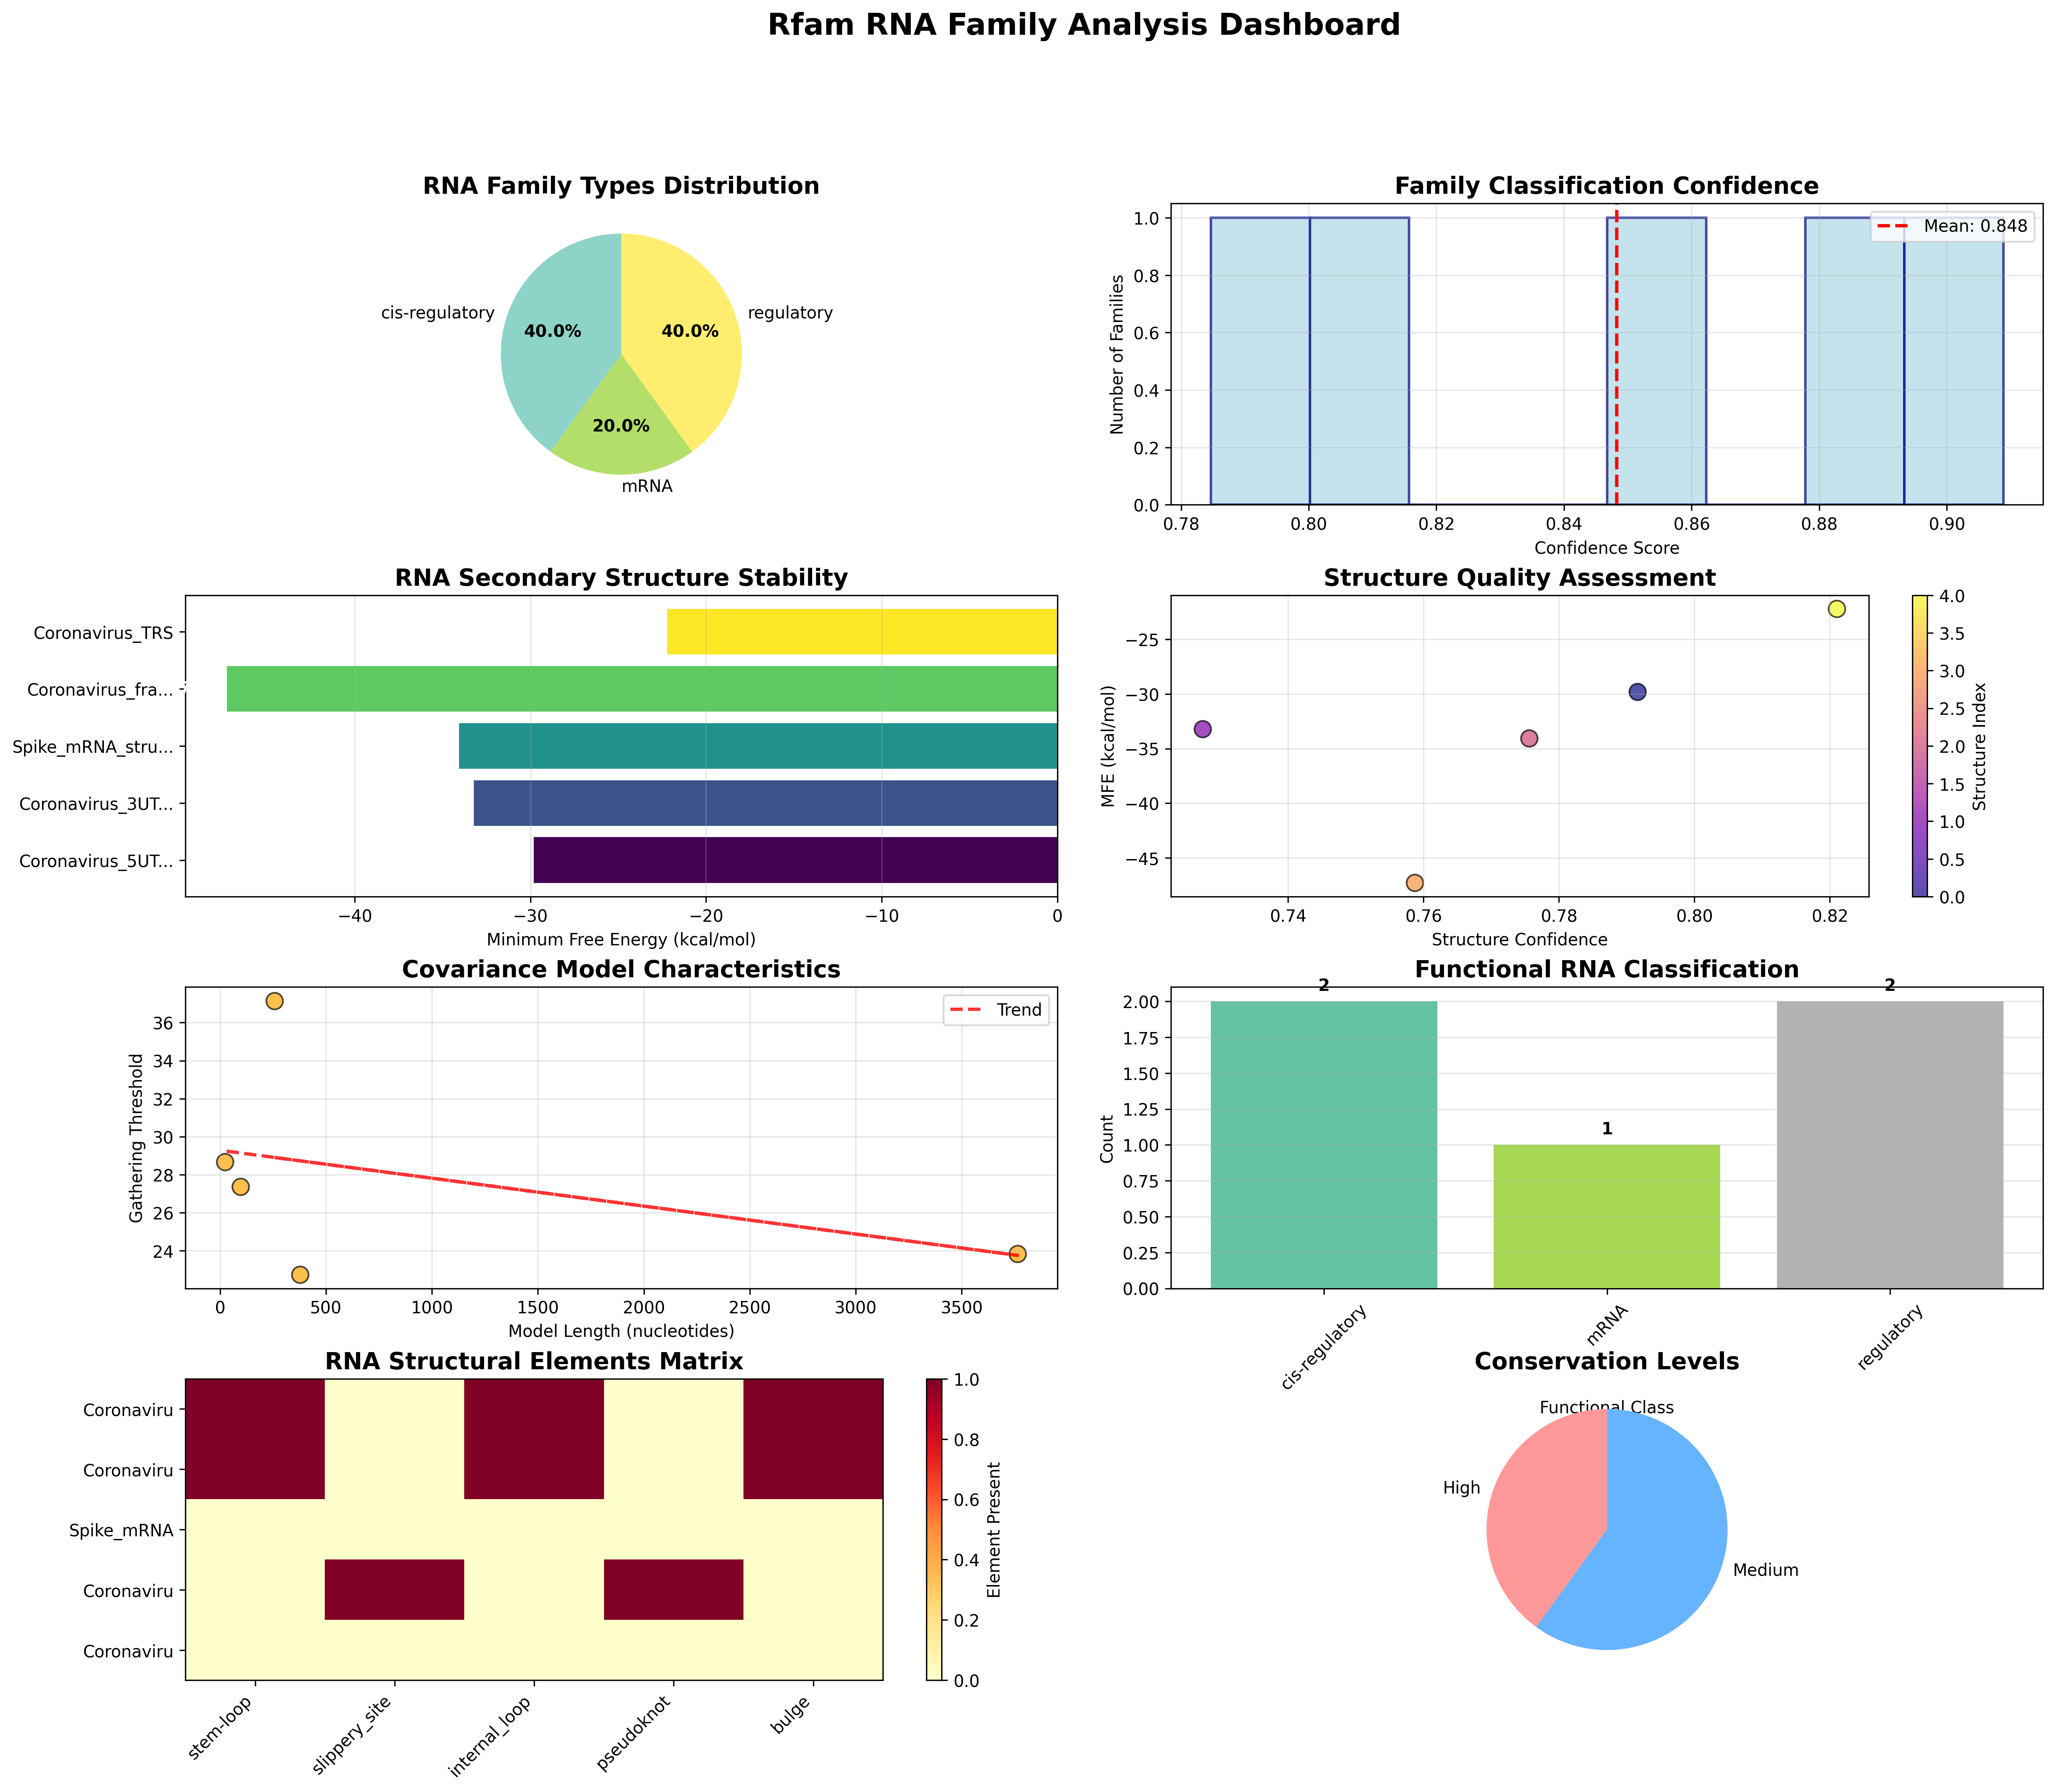 Rfam RNA Family Analysis Dashboard
RNA Family Types Distribution
cis-regulatory
40.0%
40.0%
regulatory
20.0%
mRNA
Family Classification Confidence
Mean: 0.848
Number of Families
1.0
0.8
0.6
0.4
0.2
0.0
0.78 0.80 0.82 0.84 0.86 0.88 0.90
Confidence Score
RNA Secondary Structure Stability
Coronavirus_TRS
Coronavirus_fra...
Spike_mRNA_stru...
Coronavirus_3UT...
Coronavirus_5UT...
−40 −30 −20 −10 0
Minimum Free Energy (kcal/mol)
Structure Quality Assessment
MFE (kcal/mol)
−25
−30
−35
−40
−45
0.74 0.76 0.78 0.80 0.82
Structure Confidence
4.0
3.5
3.0
2.5
2.0
1.5
1.0
0.5
0.0
Structure Index
Covariance Model Characteristics
Trend
Gathering Threshold
36
34
32
30
28
26
24
0 500 1000 1500 2000 2500 3000 3500
Model Length (nucleotides)
Functional RNA Classification
2
1
2
Count
2.00
1.75
1.50
1.25
1.00
0.75
0.50
0.25
0.00
cis-regulatory
mRNA
regulatory
Functional Class
RNA Structural Elements Matrix
Coronaviru
Coronaviru
Spike_mRNA
Coronaviru
Coronaviru
stem-loop
slippery_site
internal_loop
pseudoknot
bulge
1.0
0.8
0.6
0.4
0.2
0.0
Element Present
Conservation Levels
High
Medium